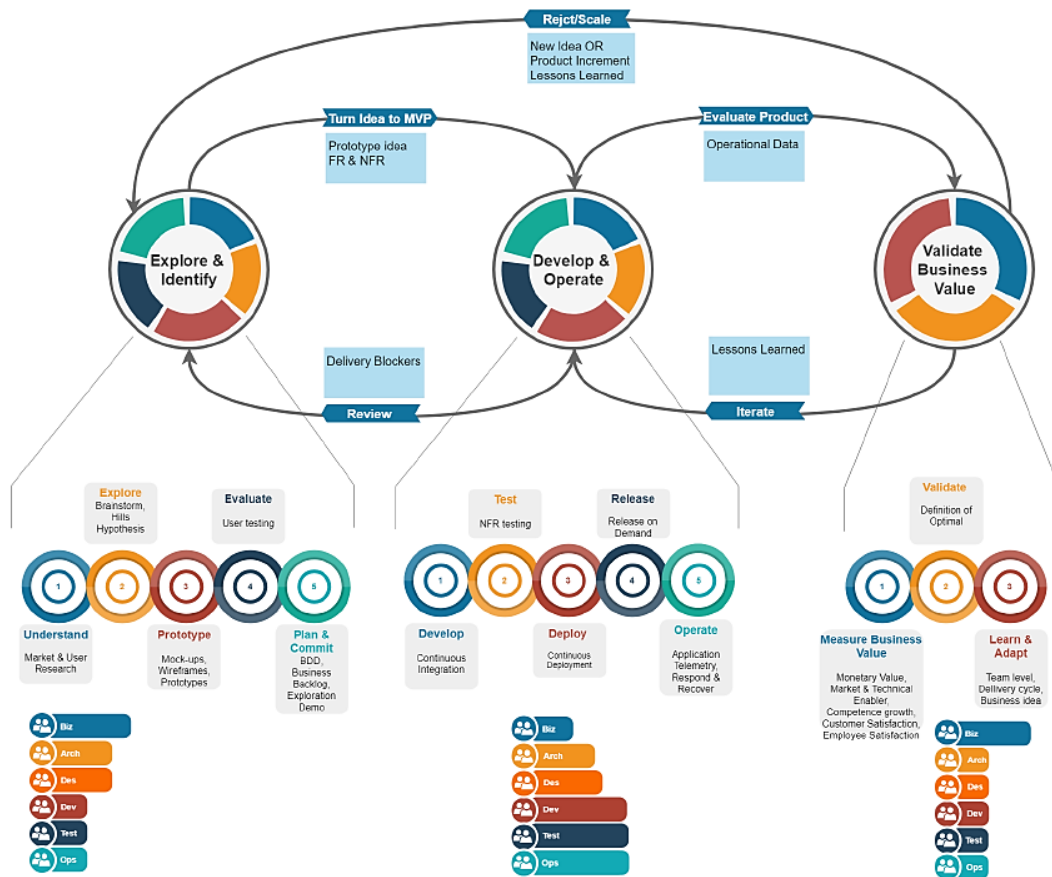 Rejct/Scale
New Idea OR
Product Increment
Lessons Learned
Turn Idea to MVP
Prototype idea
FR & NFR
Evaluate Product
Operational Data
Explore &
Identify
Develop &
Operate
Validate
Business
Value
Delivery Blockers
Review
Lessons Learned
Iterate
Explore
Brainstorm,
Hills
Hypothesis
Evaluate
User testing
1
2
3
4
5
Understand
Market & User
Research
Prototype
Mock-ups,
Wireframes,
Prototypes
Plan &
Commit
BDD,
Business
Backlog,
Exploration
Demo
Biz
Arch
Des
Dev
Test
Ops
Test
NFR testing
Release
Release on
Demand
1
2
3
4
5
Develop
Continuous
Integration
Deploy
Continuous
Deployment
Operate
Application
Telemetry,
Respond &
Recover
Biz
Arch
Des
Dev
Test
Ops
Validate
Definition of
Optimal
1
2
3
Measure Business
Value
Monetary Value,
Market & Technical
Enabler,
Competence growth,
Customer Satisfaction,
Employee Satisfaction
Learn &
Adapt
Team level,
Dellivery cycle,
Business idea
Biz
Arch
Des
Dev
Test
Ops